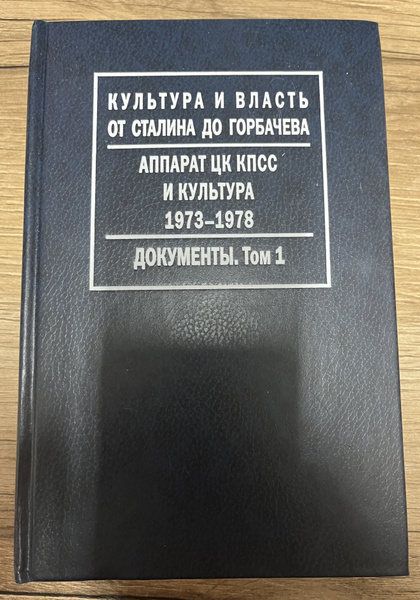 КУЛЬТУРА И ВЛАСТЬ
ОТ СТАЛИНА ДО ГОРБАЧЕВА
АППАРАТ ЦК КПСС
И КУЛЬТУРА
1973–1978
ДОКУМЕНТЫ. Том 1